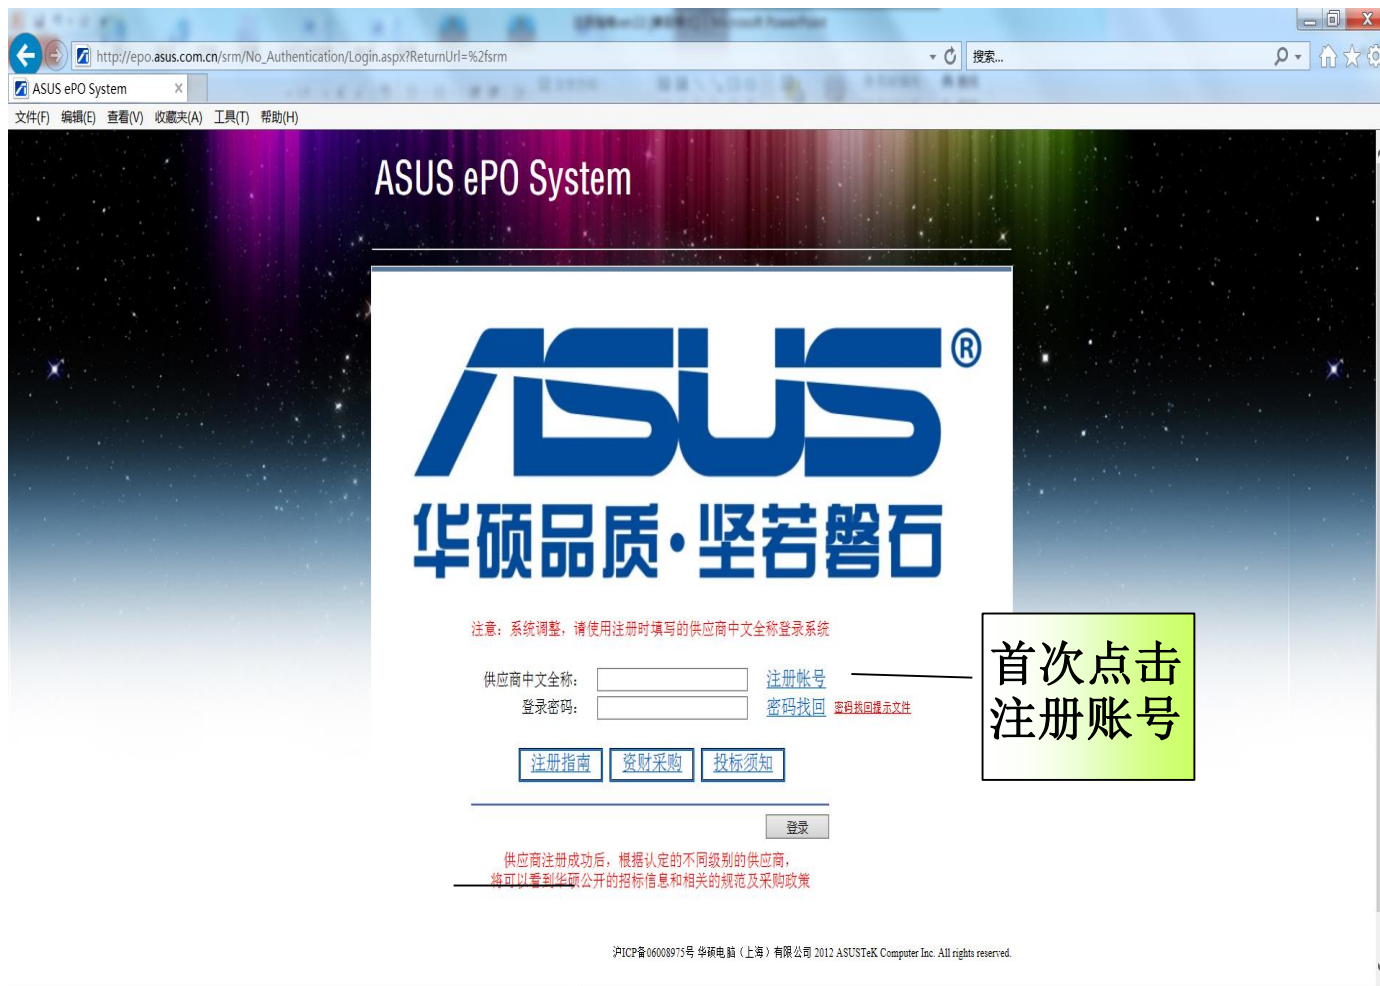 http://epo.asus.com.cn/srm/No_Authentication/Login.aspx?ReturnUrl=%2fsrm
搜索...
ASUS ePO System
文件(F) 编辑(E) 查看(V) 收藏夹(A) 工具(T) 帮助(H)
ASUS ePO System
ASUS®
华硕品质·坚若磐石
注意：系统调整，请使用注册时填写的供应商中文全称登录系统
供应商中文全称： 注册帐号
登录密码： 密码找回 密码找回提示文件
首次点击
注册账号
注册指南 资财采购 投标须知
登录
供应商注册成功后，根据认定的不同级别的供应商，
将可以看到华硕公开的招标信息和相关的规范及采购政策
沪ICP备06008975号 华硕电脑（上海）有限公司 2012 ASUSTeK Computer Inc. All rights reserved.